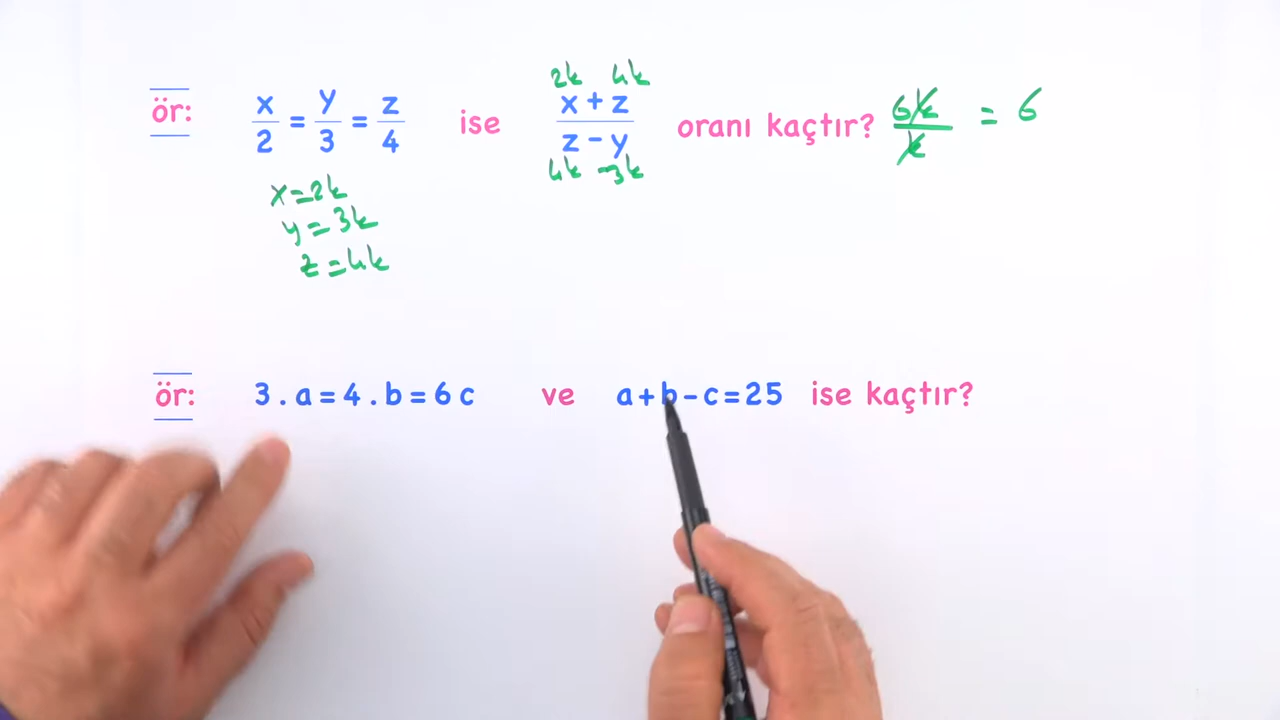 2k 4k
ör: x/2 = y/3 = z/4 ise x + z / z - y oranı kaçtır? 6k/k = 6
4k -3k
x=2k
y=3k
z=4k
ör: 3 . a = 4 . b = 6 c ve a + b - c = 25 ise kaçtır?